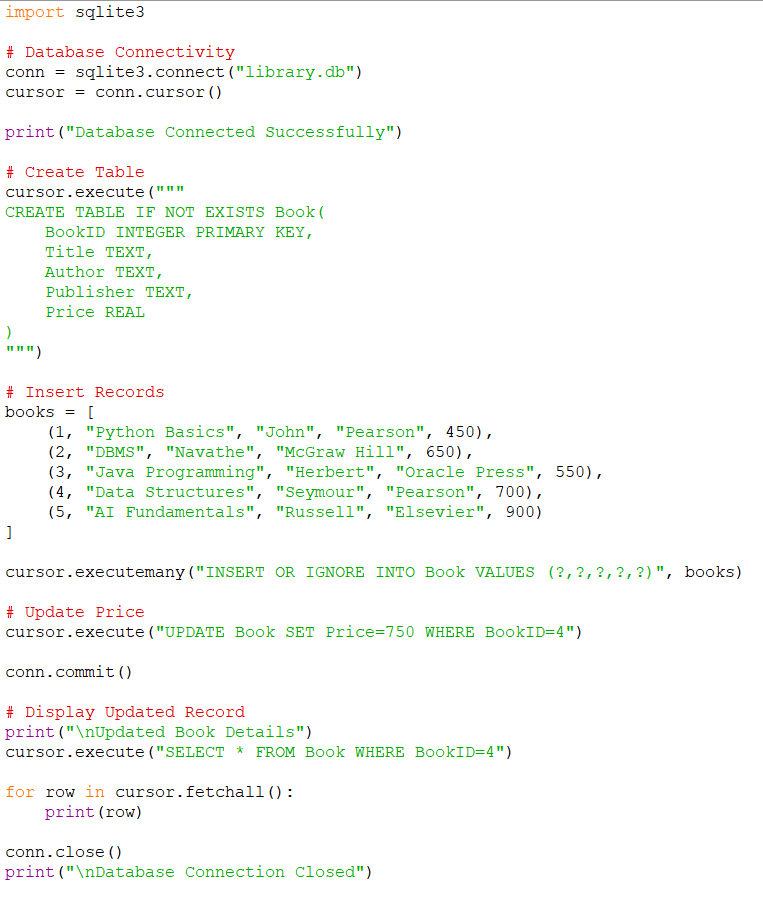 import sqlite3

# Database Connectivity
conn = sqlite3.connect("library.db")
cursor = conn.cursor()

print("Database Connected Successfully")

# Create Table
cursor.execute("""
CREATE TABLE IF NOT EXISTS Book(
    BookID INTEGER PRIMARY KEY,
    Title TEXT,
    Author TEXT,
    Publisher TEXT,
    Price REAL
)
""")

# Insert Records
books = [
    (1, "Python Basics", "John", "Pearson", 450),
    (2, "DBMS", "Navathe", "McGraw Hill", 650),
    (3, "Java Programming", "Herbert", "Oracle Press", 550),
    (4, "Data Structures", "Seymour", "Pearson", 700),
    (5, "AI Fundamentals", "Russell", "Elsevier", 900)
]

cursor.executemany("INSERT OR IGNORE INTO Book VALUES (?,?,?,?,?)", books)

# Update Price
cursor.execute("UPDATE Book SET Price=750 WHERE BookID=4")

conn.commit()

# Display Updated Record
print("\nUpdated Book Details")
cursor.execute("SELECT * FROM Book WHERE BookID=4")

for row in cursor.fetchall():
    print(row)

conn.close()
print("\nDatabase Connection Closed")